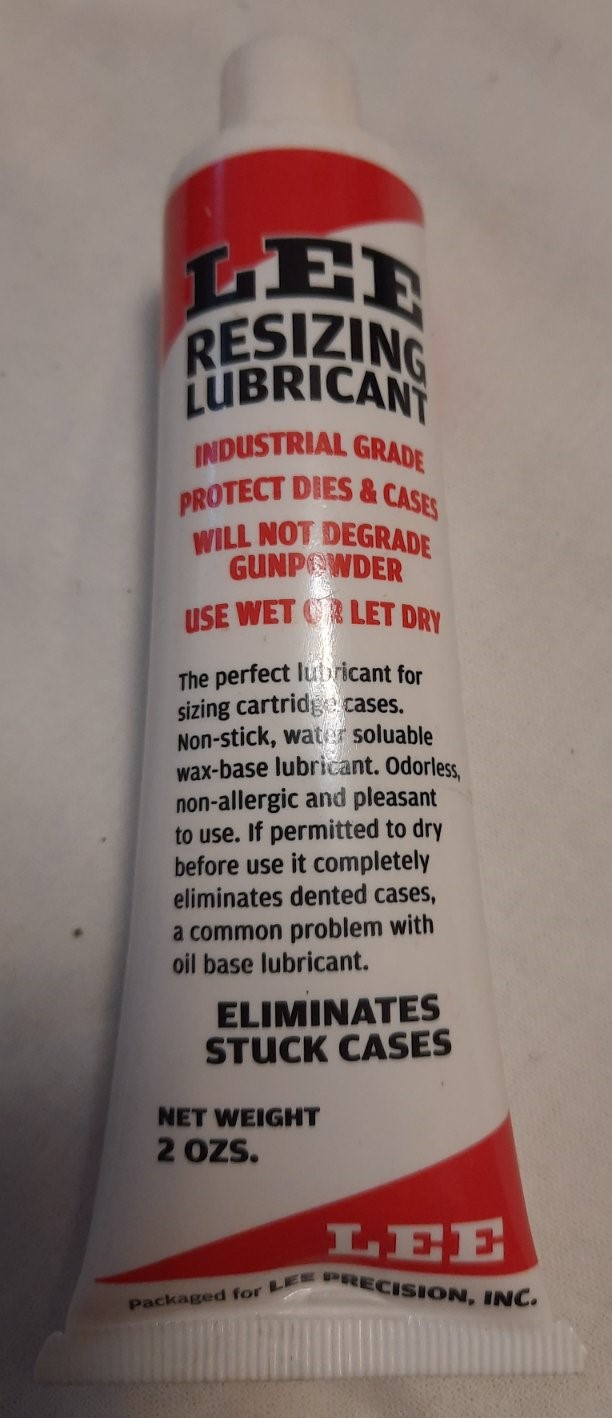 LEE
RESIZING
LUBRICANT
INDUSTRIAL GRADE
PROTECT DIES & CASES
WILL NOT DEGRADE
GUNPOWDER
USE WET OR LET DRY
The perfect lubricant for
sizing cartridge cases.
Non-stick, water soluable
wax-base lubricant. Odorless,
non-allergic and pleasant
to use. If permitted to dry
before use it completely
eliminates dented cases,
a common problem with
oil base lubricant.
ELIMINATES
STUCK CASES
NET WEIGHT
2 OZS.
LEE
Packaged for LEE PRECISION, INC.